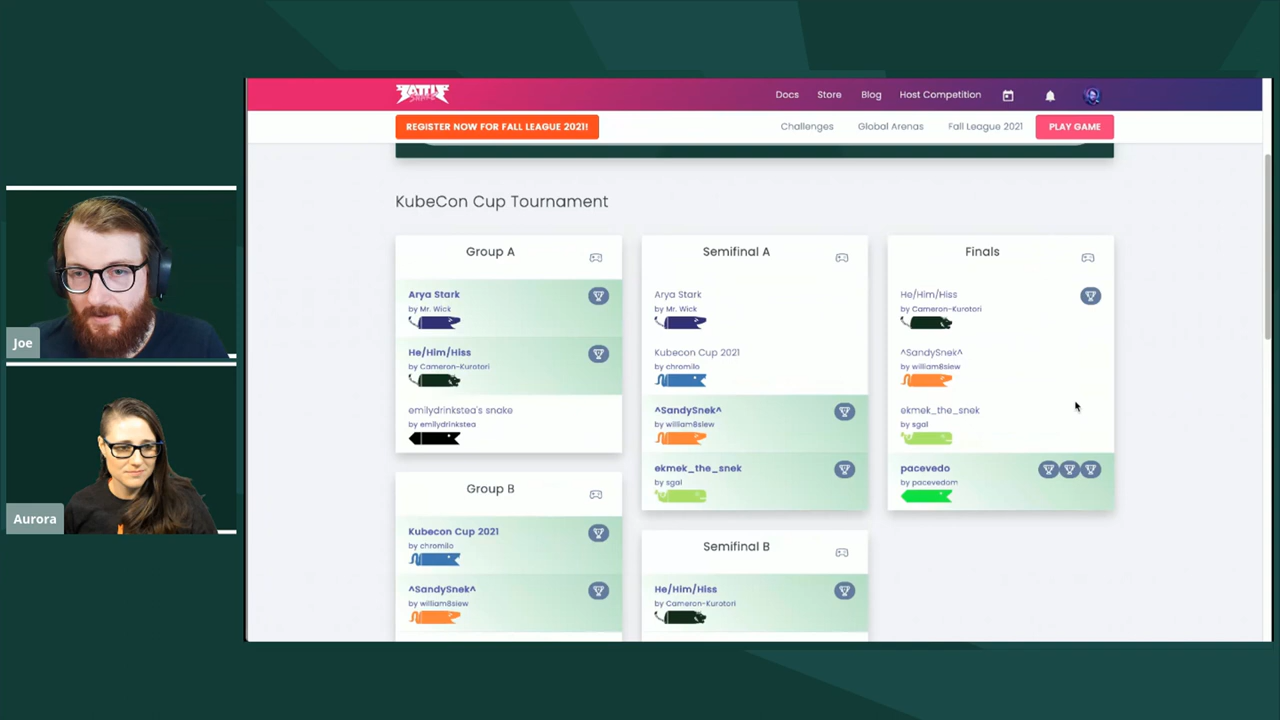 BATTLE
SNAKE
Docs
Store
Blog
Host Competition
REGISTER NOW FOR FALL LEAGUE 2021!
Challenges
Global Arenas
Fall League 2021
PLAY GAME
KubeCon Cup Tournament
Group A
Arya Stark
by Mr. Wick
He/Him/Hiss
by Cameron-Kurotori
emilydrinkstea's snake
by emilydrinkstea
Group B
Kubecon Cup 2021
by chromilo
^SandySnek^
by william8siew
Semifinal A
Arya Stark
by Mr. Wick
Kubecon Cup 2021
by chromilo
^SandySnek^
by william8siew
ekmek_the_snek
by sgal
Semifinal B
He/Him/Hiss
by Cameron-Kurotori
Finals
He/Him/Hiss
by Cameron-Kurotori
^SandySnek^
by william8siew
ekmek_the_snek
by sgal
pacevedo
by pacevedom
Joe
Aurora